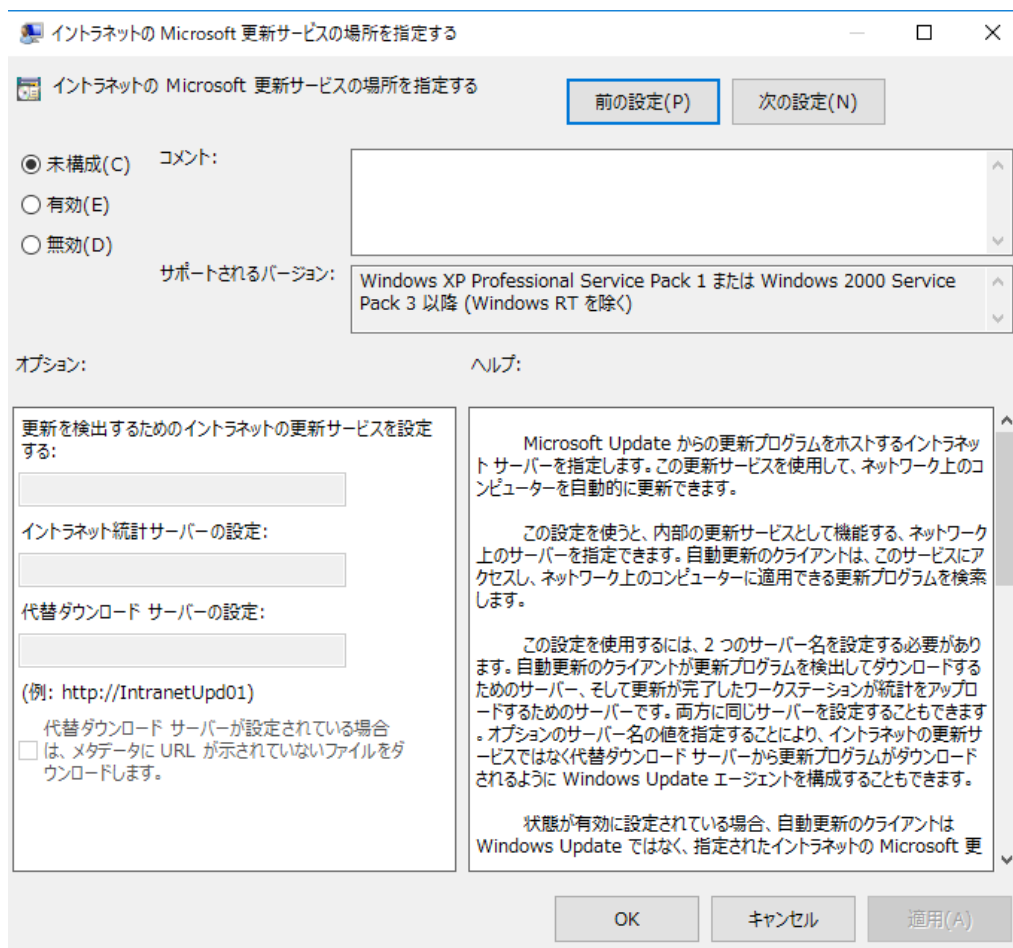 イントラネットの Microsoft 更新サービスの場所を指定する
イントラネットの Microsoft 更新サービスの場所を指定する
前の設定(P)
次の設定(N)
未構成(C)
有効(E)
無効(D)
コメント:
サポートされるバージョン:
Windows XP Professional Service Pack 1 または Windows 2000 Service
Pack 3 以降 (Windows RT を除く)
オプション:
更新を検出するためのイントラネットの更新サービスを設定
する:
イントラネット統計サーバーの設定:
代替ダウンロード サーバーの設定:
(例: http://IntranetUpd01)
代替ダウンロード サーバーが設定されている場合
は、メタデータに URL が示されていないファイルをダ
ウンロードします。
ヘルプ:
Microsoft Update からの更新プログラムをホストするイントラネッ
ト サーバーを指定します。この更新サービスを使用して、ネットワーク上のコ
ンピューターを自動的に更新できます。
この設定を使うと、内部の更新サービスとして機能する、ネットワーク
上のサーバーを指定できます。自動更新のクライアントは、このサービスにア
クセスし、ネットワーク上のコンピューターに適用できる更新プログラムを検索
します。
この設定を使用するには、2 つのサーバー名を設定する必要があり
ます。自動更新のクライアントが更新プログラムを検出してダウンロードする
ためのサーバー、そして更新が完了したワークステーションが統計をアップロ
ードするためのサーバーです。両方に同じサーバーを設定することもできます
。オプションのサーバー名の値を指定することにより、イントラネットの更新サ
ービスではなく代替ダウンロード サーバーから更新プログラムがダウンロード
されるように Windows Update エージェントを構成することもできます。
状態が有効に設定されている場合、自動更新のクライアントは
Windows Update ではなく、指定されたイントラネットの Microsoft 更
OK
キャンセル
適用(A)